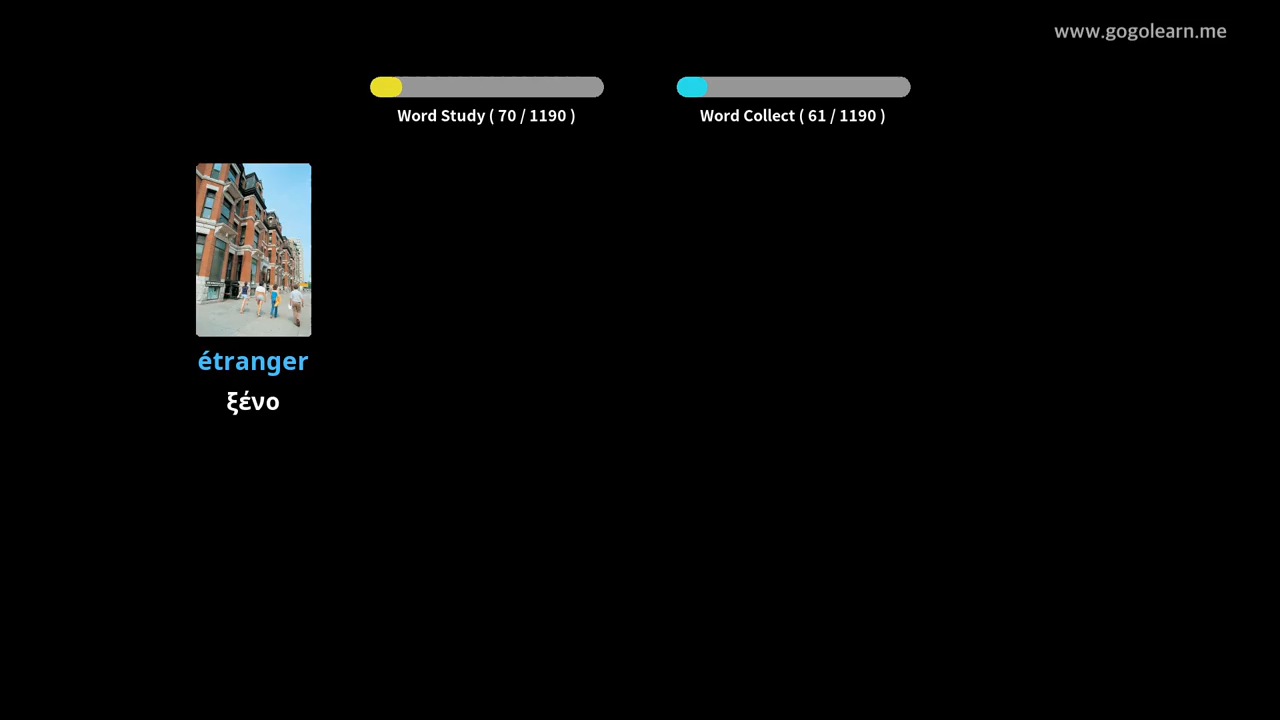 www.gogolearn.me
Word Study ( 70 / 1190 )
Word Collect ( 61 / 1190 )
étranger
ξένο